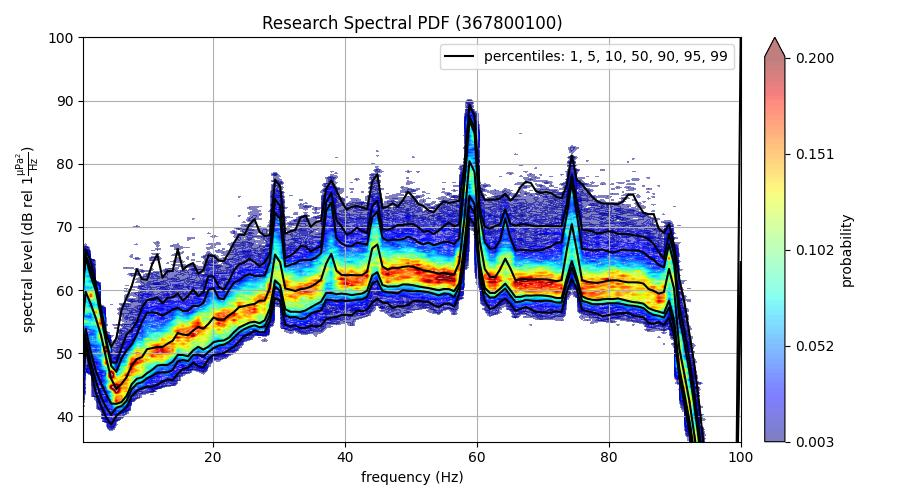 Research Spectral PDF (367800100)
percentiles: 1, 5, 10, 50, 90, 95, 99
100
90
80
70
60
50
40
spectral level (dB rel 1 μPa²/Hz)
20 40 60 80 100
frequency (Hz)
0.200
0.151
0.102
0.052
0.003
probability